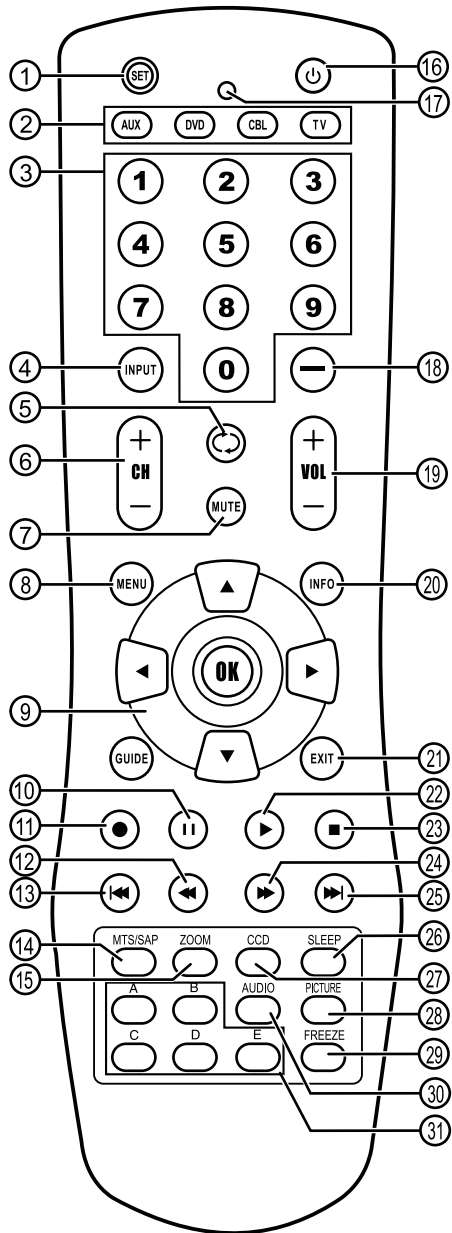 1 SET 16
17
2 AUX DVD CBL TV
3 1 2 3
4 5 6
7 8 9
4 INPUT 0 18
5
6 + CH − + VOL − 19
7 MUTE
8 MENU INFO 20
OK
9
GUIDE EXIT 21
10 22
11 23
12 24
13 25
14 MTS/SAP ZOOM CCD SLEEP 26
15 27
A B AUDIO PICTURE 28
C D E FREEZE 29
30
31